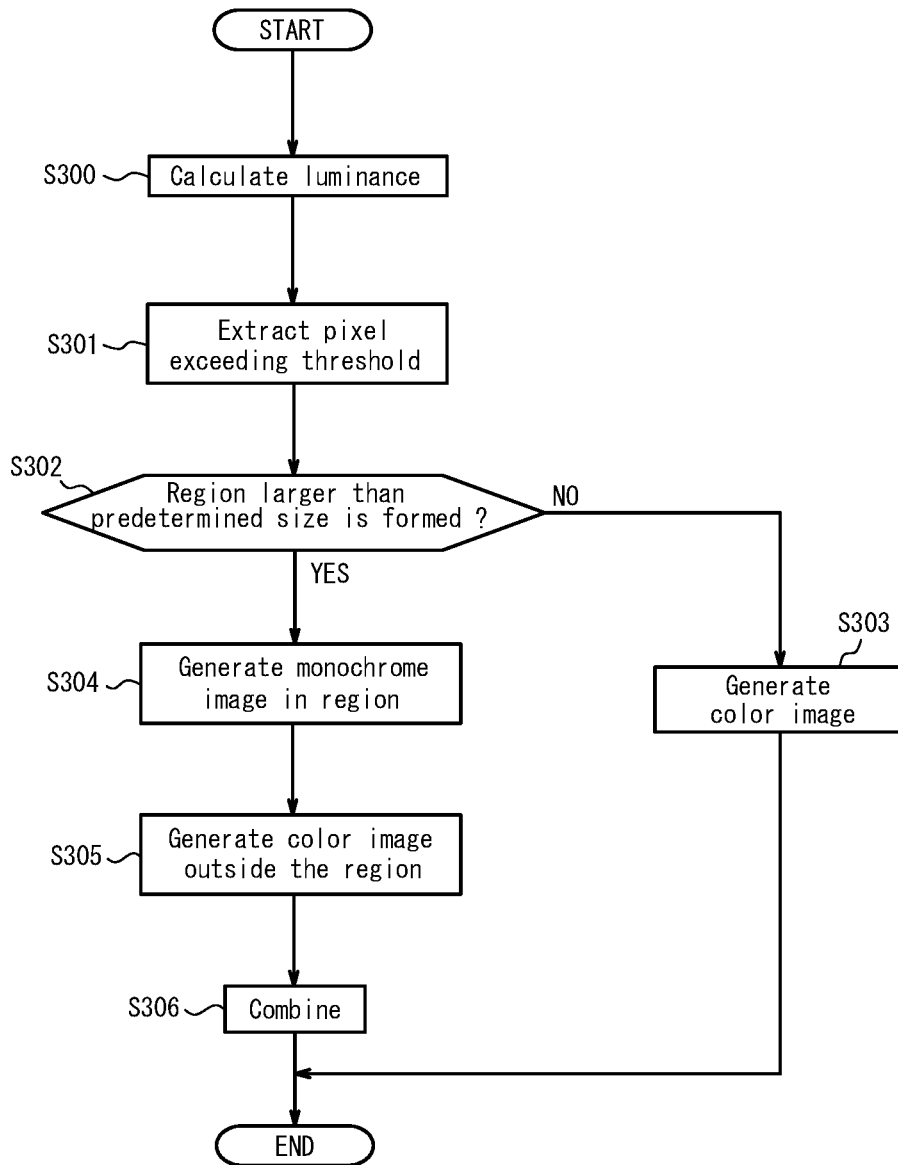 START
S300
Calculate luminance
S301
Extract pixel
exceeding threshold
S302
Region larger than
predetermined size is formed ?
NO
YES
S303
Generate
color image
S304
Generate monochrome
image in region
S305
Generate color image
outside the region
S306
Combine
END